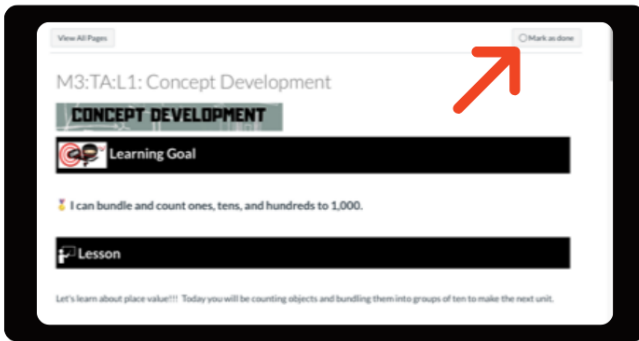 View All Pages
Mark as done
M3:TA:L1: Concept Development
CONCEPT DEVELOPMENT
Learning Goal
I can bundle and count ones, tens, and hundreds to 1,000.
Lesson
Let's learn about place value!!! Today you will be counting objects and bundling them into groups of ten to make the next unit.